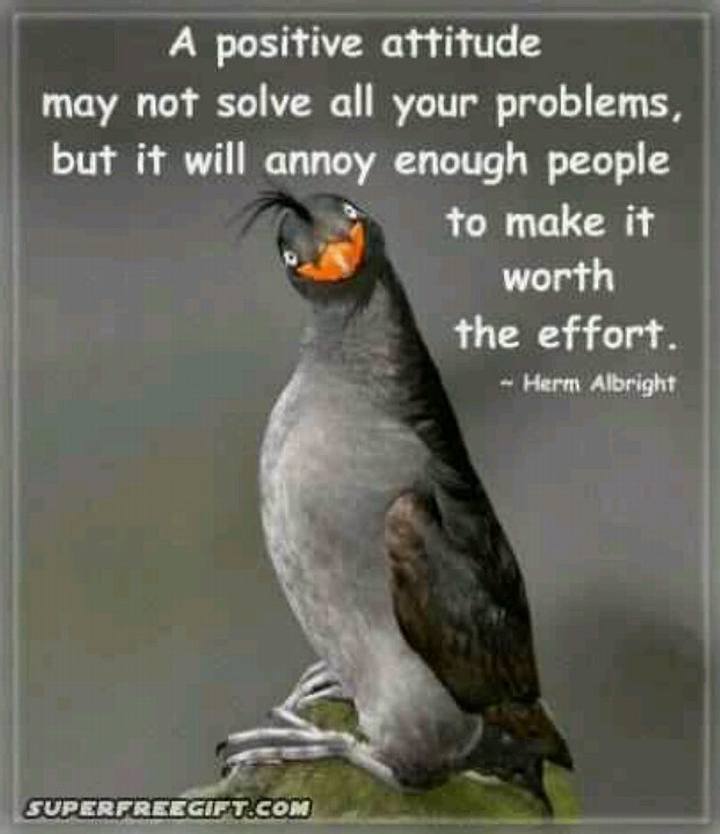 A positive attitude
may not solve all your problems,
but it will annoy enough people
to make it
worth
the effort.
~ Herm Albright
SUPERFREEGIFT.COM